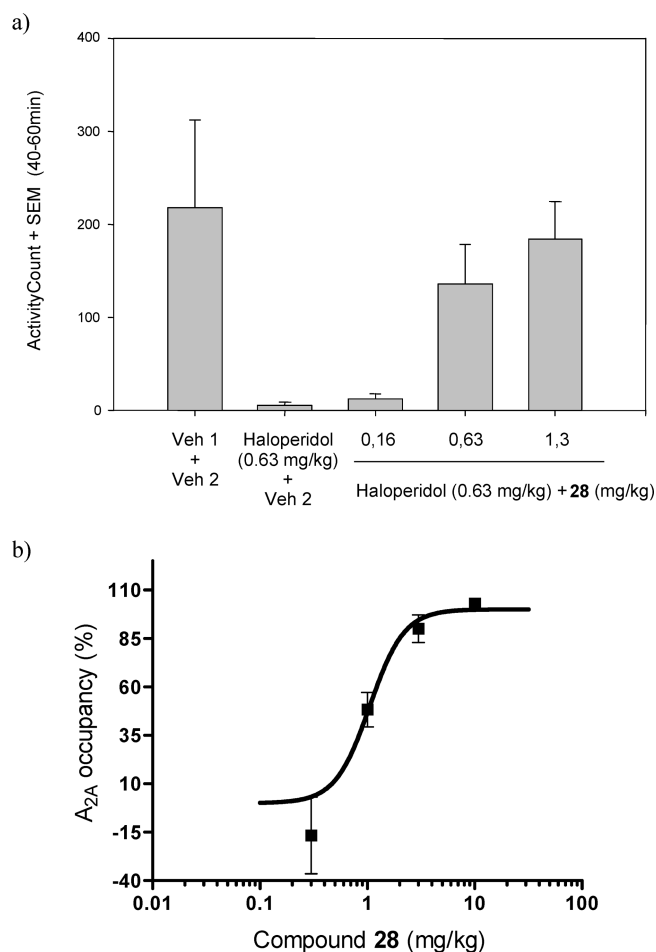 a)
400
300
200
100
0
ActivityCount + SEM (40-60min)
Veh 1
+
Veh 2
Haloperidol
(0.63 mg/kg)
+
Veh 2
0,16
0,63
1,3
Haloperidol (0.63 mg/kg) + 28 (mg/kg)
b)
110
85
60
35
10
-15
-40
A2A occupancy (%)
0.01
0.1
1
10
100
Compound 28 (mg/kg)